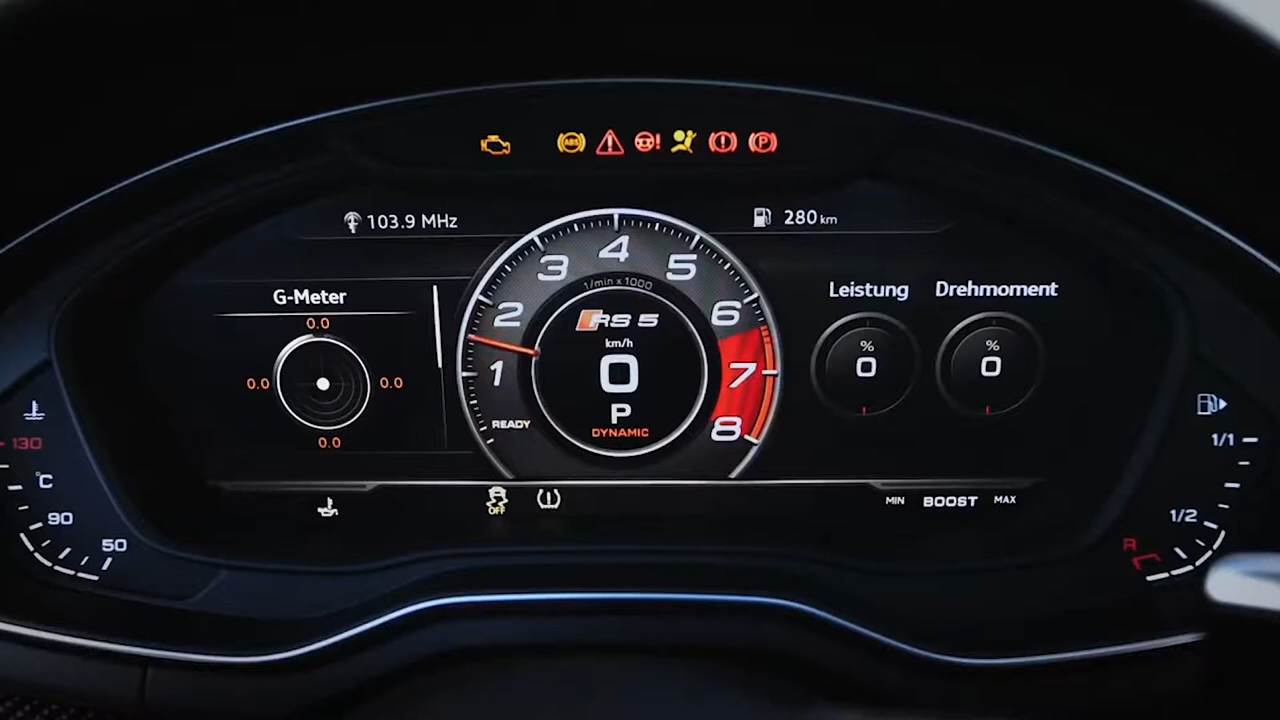 ABS
P
103.9 MHz
280 km
G-Meter
0.0
0.0
0.0
0.0
1
2
3
4
5
6
7
8
1/min x 1000
RS 5
km/h
0
P
DYNAMIC
READY
Leistung
Drehmoment
%
0
%
0
130
°C
90
50
OFF
MIN
BOOST
MAX
1/1
1/2
R